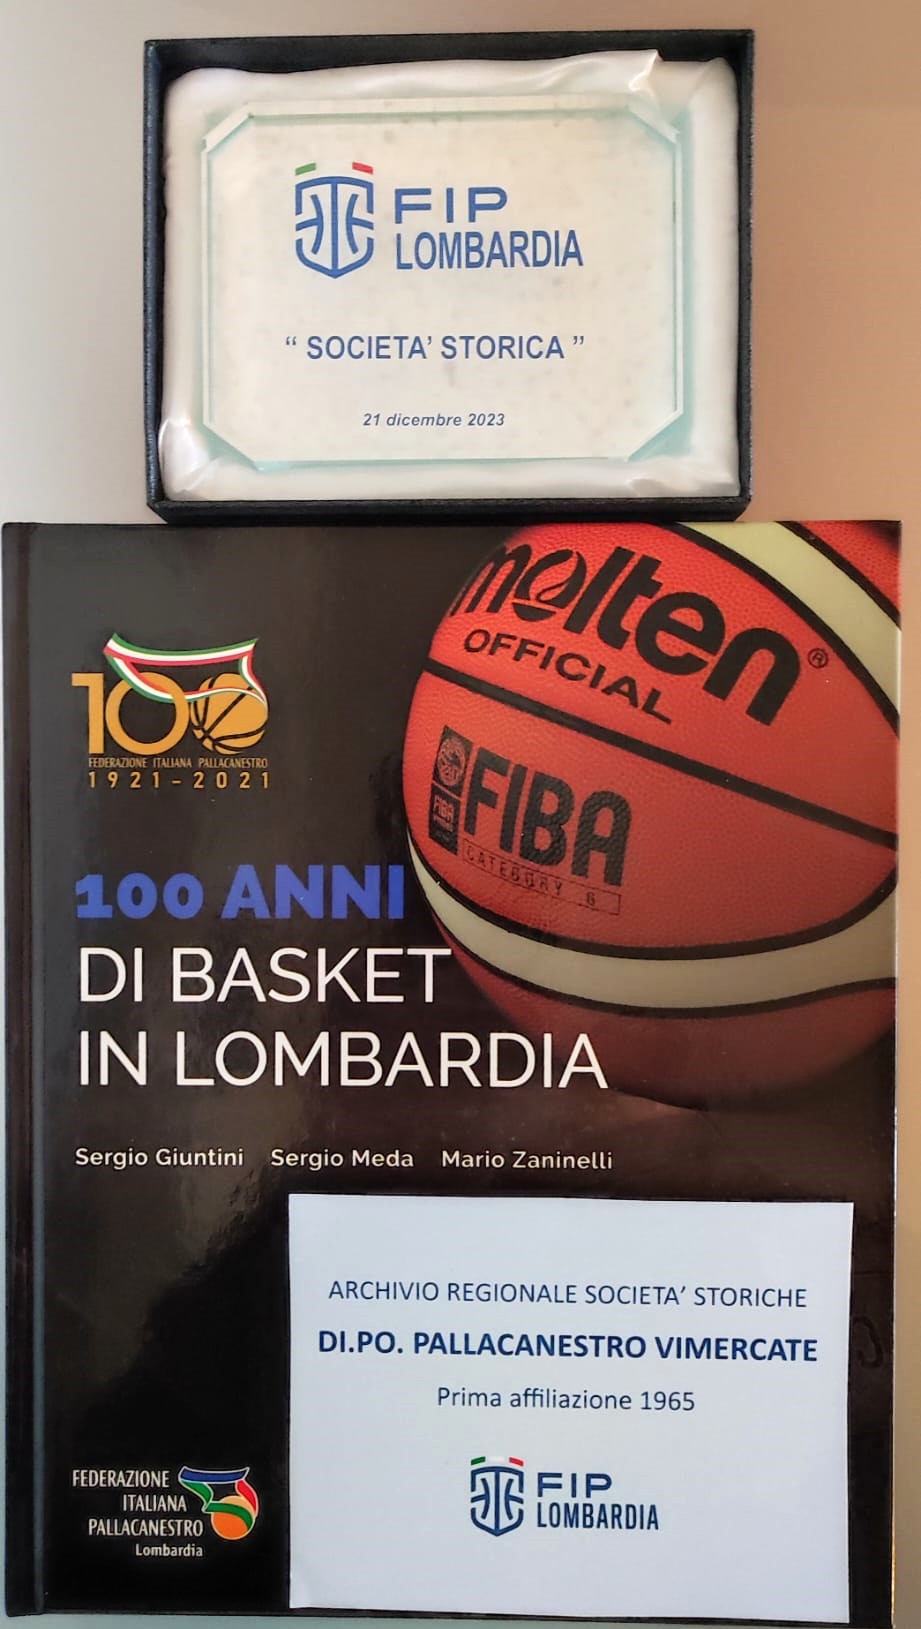 FIP
LOMBARDIA
“ SOCIETA’ STORICA ”
21 dicembre 2023
molten®
OFFICIAL
FIBA
CATEGORY 6
100
FEDERAZIONE ITALIANA PALLACANESTRO
1921-2021
100 ANNI
DI BASKET
IN LOMBARDIA
Sergio Giuntini Sergio Meda Mario Zaninelli
ARCHIVIO REGIONALE SOCIETA’ STORICHE
DI.PO. PALLACANESTRO VIMERCATE
Prima affiliazione 1965
FIP
LOMBARDIA
FEDERAZIONE
ITALIANA
PALLACANESTRO
Lombardia